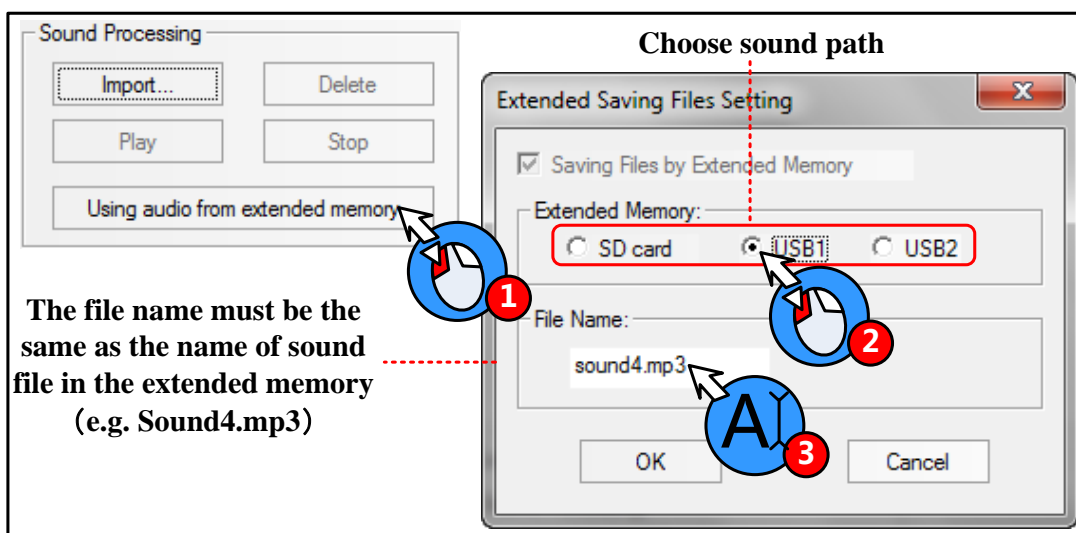 Sound Processing
Import...
Delete
Play
Stop
Using audio from extended memory
1
The file name must be the
same as the name of sound
file in the extended memory
（e.g. Sound4.mp3）
Choose sound path
Extended Saving Files Setting
X
Saving Files by Extended Memory
Extended Memory:
SD card
USB1
USB2
2
File Name:
sound4.mp3
A
3
OK
Cancel